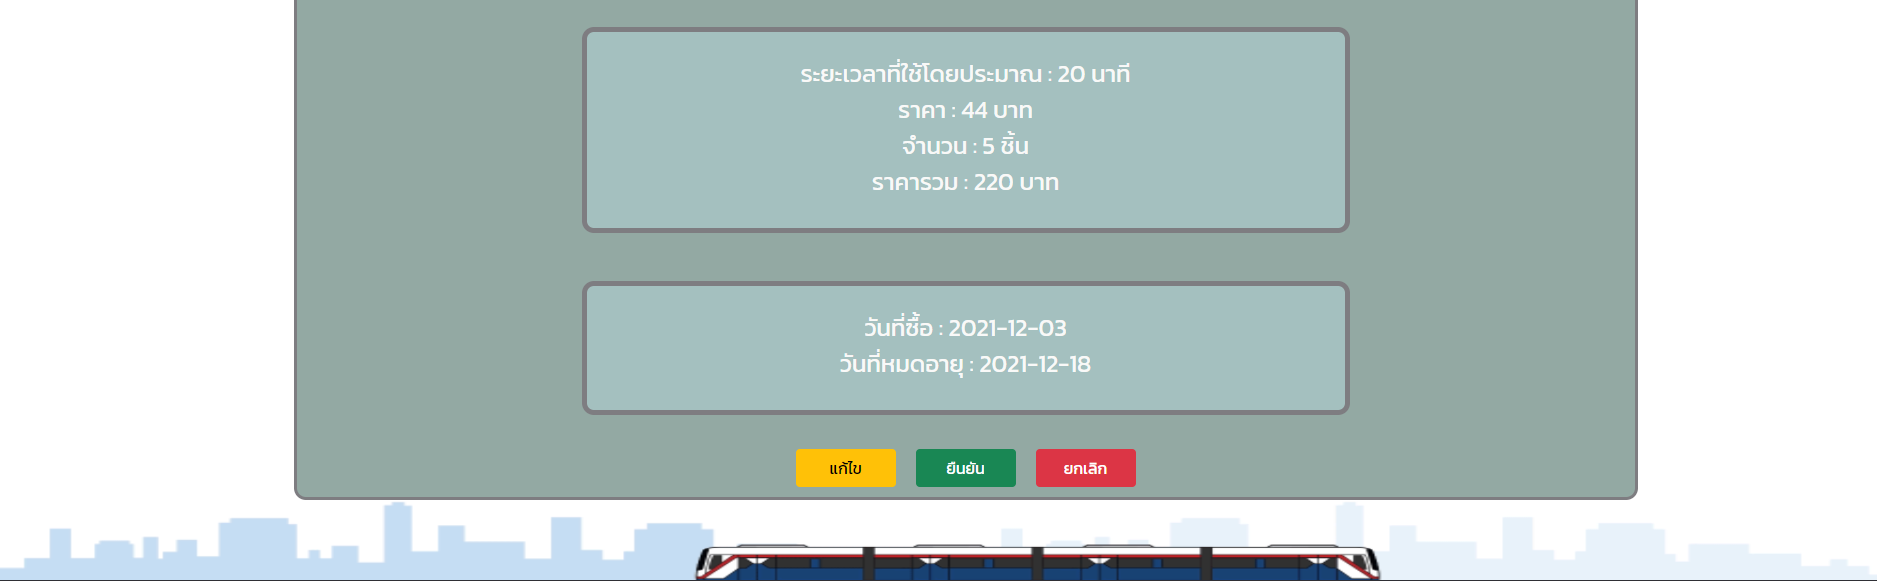 ระยะเวลาที่ใช้โดยประมาณ : 20 นาที
ราคา : 44 บาท
จำนวน : 5 ชิ้น
ราคารวม : 220 บาท
วันที่ซื้อ : 2021-12-03
วันที่หมดอายุ : 2021-12-18
แก้ไข
ยืนยัน
ยกเลิก